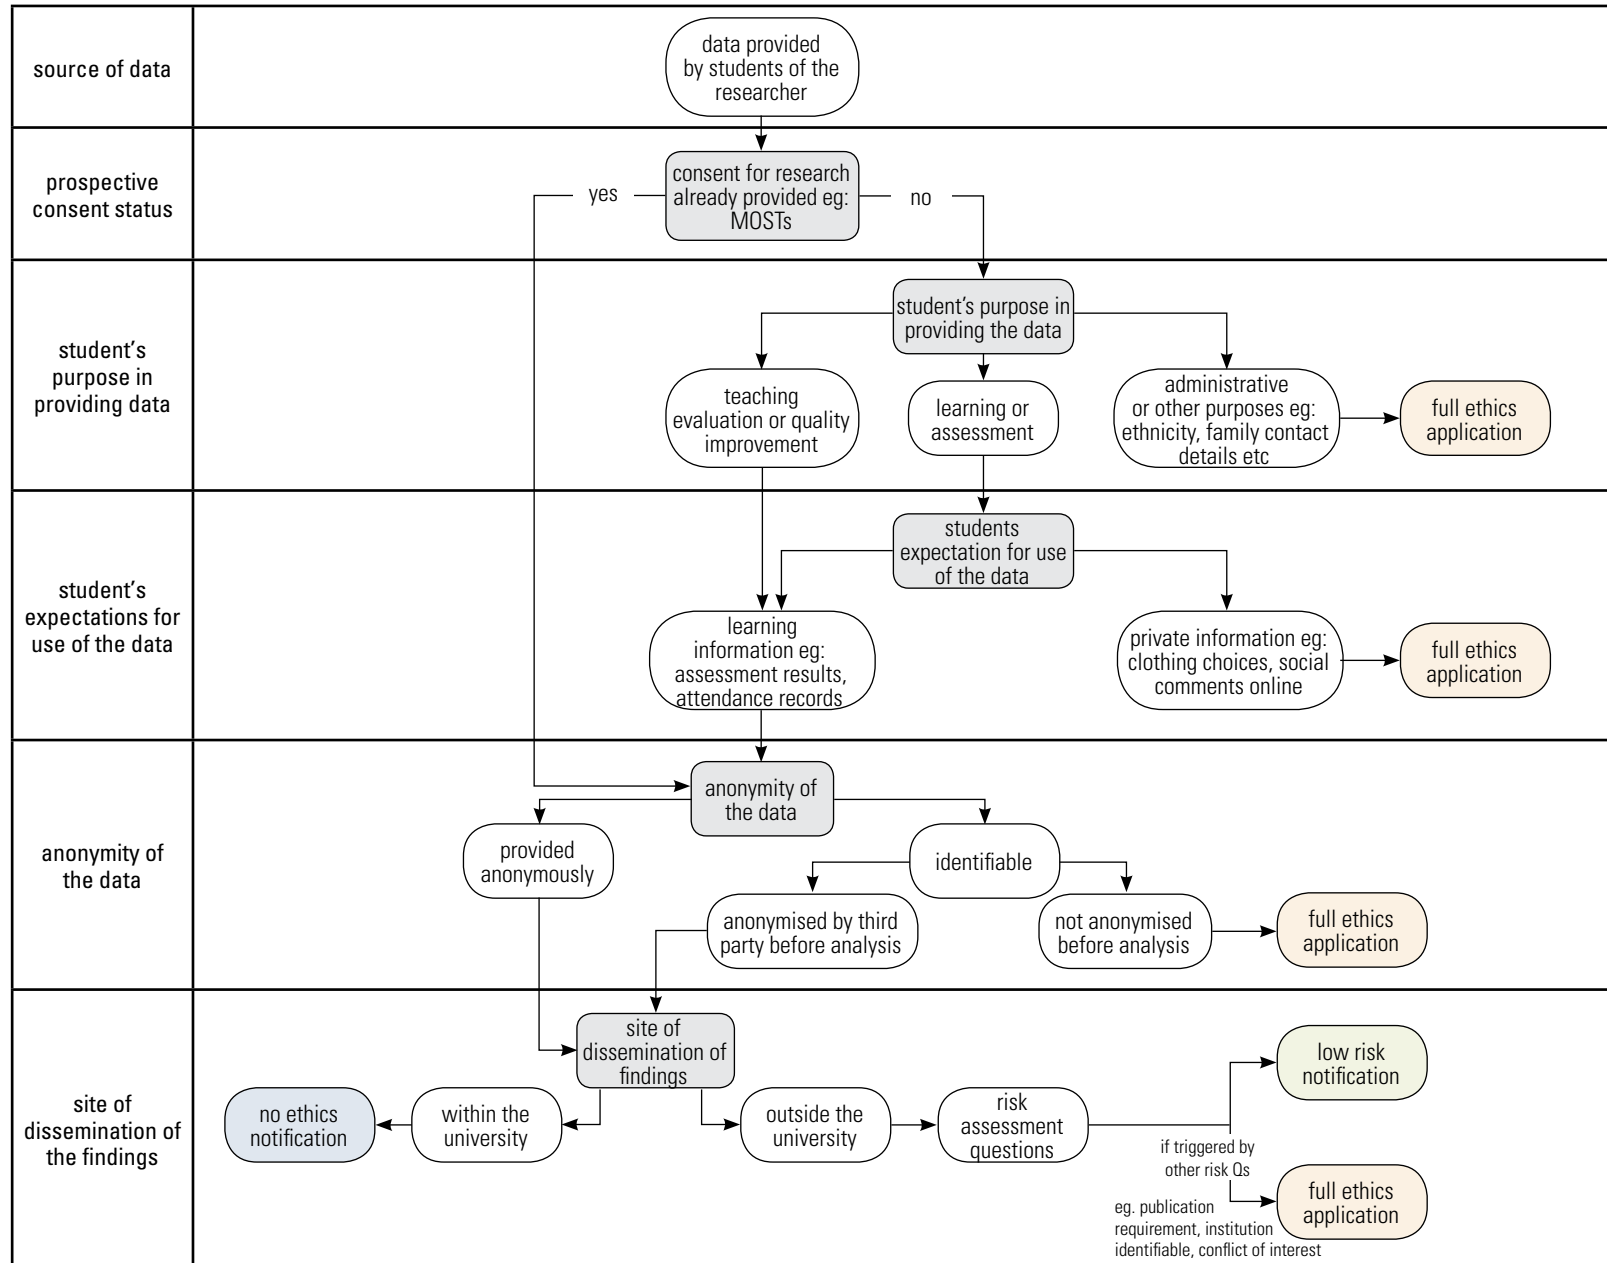 source of data
data provided
by students of the
researcher
prospective
consent status
yes
consent for research
already provided eg:
MOSTs
no
student's
purpose in
providing data
student's purpose in
providing the data
teaching
evaluation or quality
improvement
learning or
assessment
administrative
or other purposes eg:
ethnicity, family contact
details etc
full ethics
application
student's
expectations for
use of the data
students
expectation for use
of the data
learning
information eg:
assessment results,
attendance records
private information eg:
clothing choices, social
comments online
full ethics
application
anonymity of
the data
anonymity of
the data
provided
anonymously
identifiable
anonymised by third
party before analysis
not anonymised
before analysis
full ethics
application
site of
dissemination of
the findings
site of
dissemination of
findings
no ethics
notification
within the
university
outside the
university
risk
assessment
questions
low risk
notification
if triggered by
other risk Qs
full ethics
application
eg. publication
requirement, institution
identifiable, conflict of interest